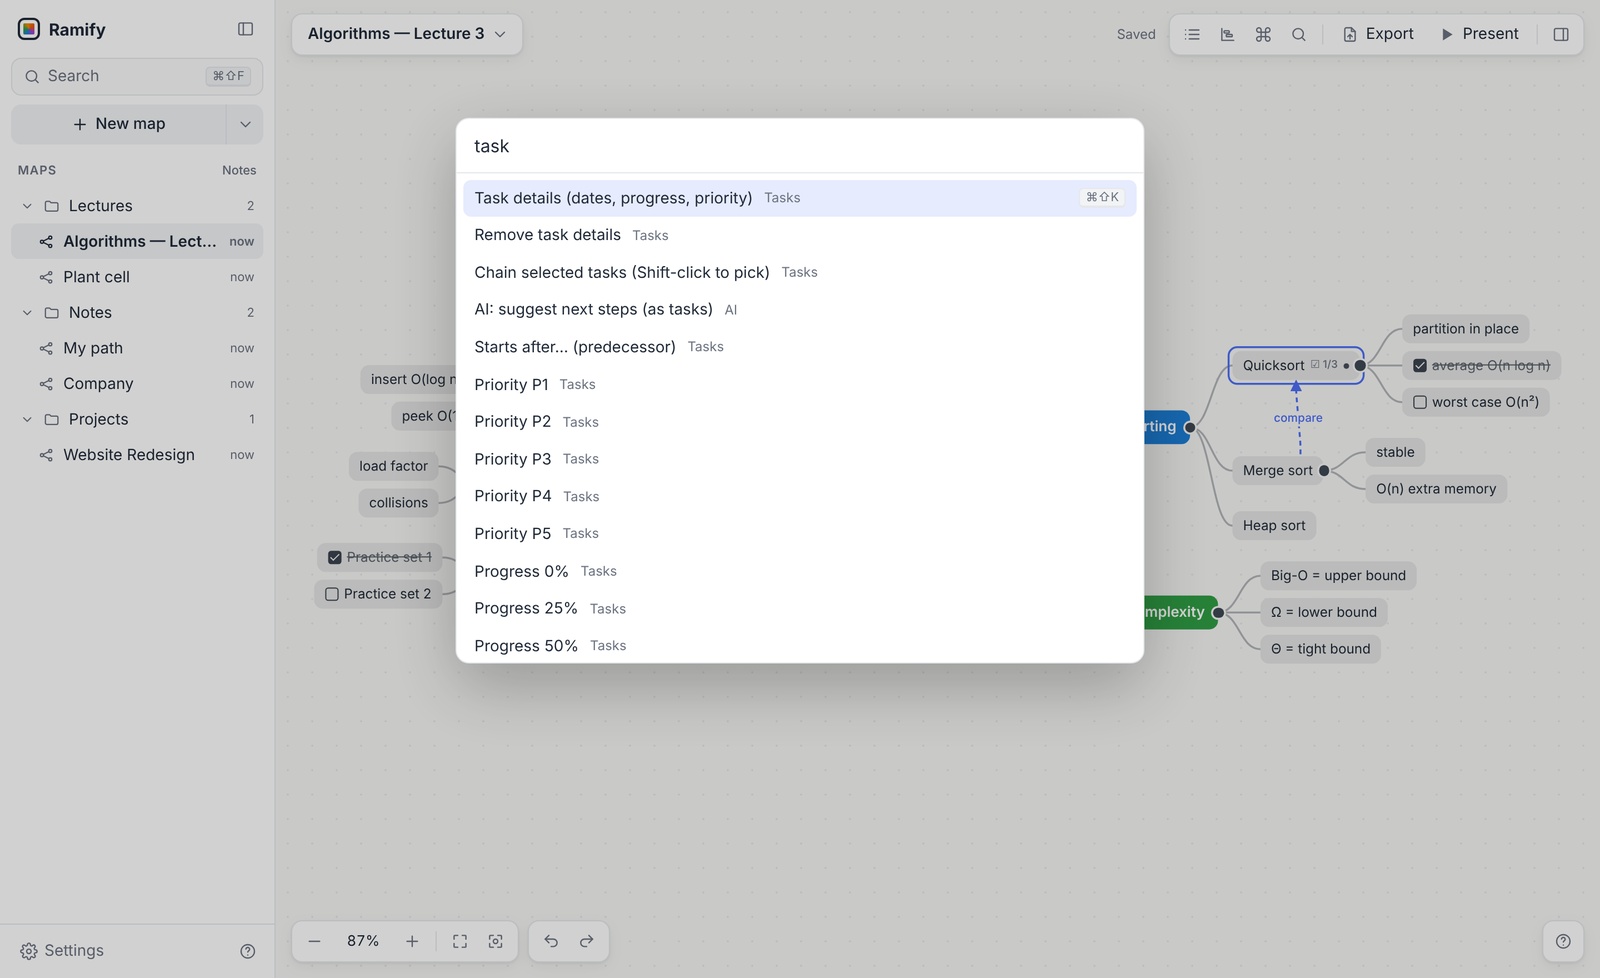 Ramify
Search ⌘⇧F
New map
MAPS Notes
Lectures 2
Algorithms — Lect... now
Plant cell now
Notes 2
My path now
Company now
Projects 1
Website Redesign now
Settings
Algorithms — Lecture 3
Saved
Export
Present
task
Task details (dates, progress, priority) Tasks ⌘⇧K
Remove task details Tasks
Chain selected tasks (Shift-click to pick) Tasks
AI: suggest next steps (as tasks) AI
Starts after... (predecessor) Tasks
Priority P1 Tasks
Priority P2 Tasks
Priority P3 Tasks
Priority P4 Tasks
Priority P5 Tasks
Progress 0% Tasks
Progress 25% Tasks
Progress 50% Tasks
insert O(log n
peek O(
load factor
collisions
Practice set 1
Practice set 2
rting
Quicksort 1/3
partition in place
average O(n log n)
worst case O(n²)
compare
Merge sort
stable
O(n) extra memory
Heap sort
mplexity
Big-O = upper bound
Ω = lower bound
Θ = tight bound
87%